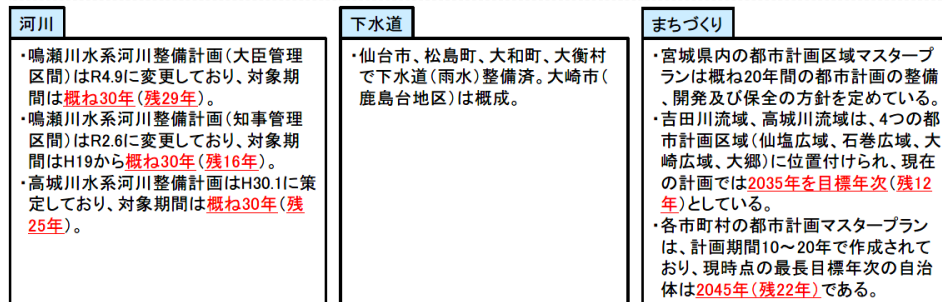 河川
・鳴瀬川水系河川整備計画(大臣管理
区間)はR4.9に変更しており、対象期
間は概ね30年(残29年)。
・鳴瀬川水系河川整備計画(知事管理
区間)はR2.6に変更しており、対象期
間はH19から概ね30年(残16年)。
・高城川水系河川整備計画はH30.1に策
定しており、対象期間は概ね30年(残
25年)。
下水道
・仙台市、松島町、大和町、大衡村
で下水道(雨水)整備済。大崎市(
鹿島台地区)は概成。
まちづくり
・宮城県内の都市計画区域マスタープ
ランは概ね20年間の都市計画の整備
、開発及び保全の方針を定めている。
・吉田川流域、高城川流域は、4つの都
市計画区域(仙塩広域、石巻広域、大
崎広域、大郷)に位置付けられ、現在
の計画では2035年を目標年次(残12
年)としている。
・各市町村の都市計画マスタープラン
は、計画期間10～20年で作成されて
おり、現時点の最長目標年次の自治
体は2045年(残22年)である。